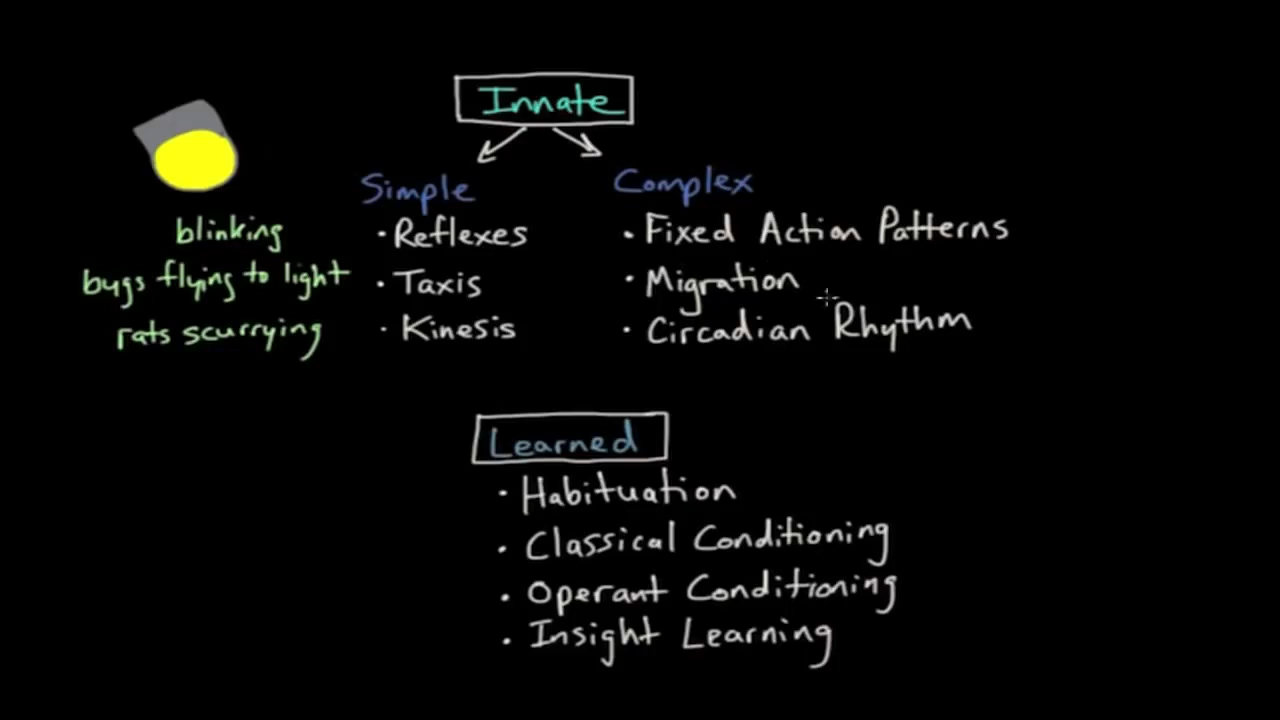 Innate
Simple
Complex
blinking
• Reflexes
• Fixed Action Patterns
bugs flying to light
• Taxis
• Migration
rats scurrying
• Kinesis
• Circadian Rhythm
Learned
• Habituation
• Classical Conditioning
• Operant Conditioning
• Insight Learning